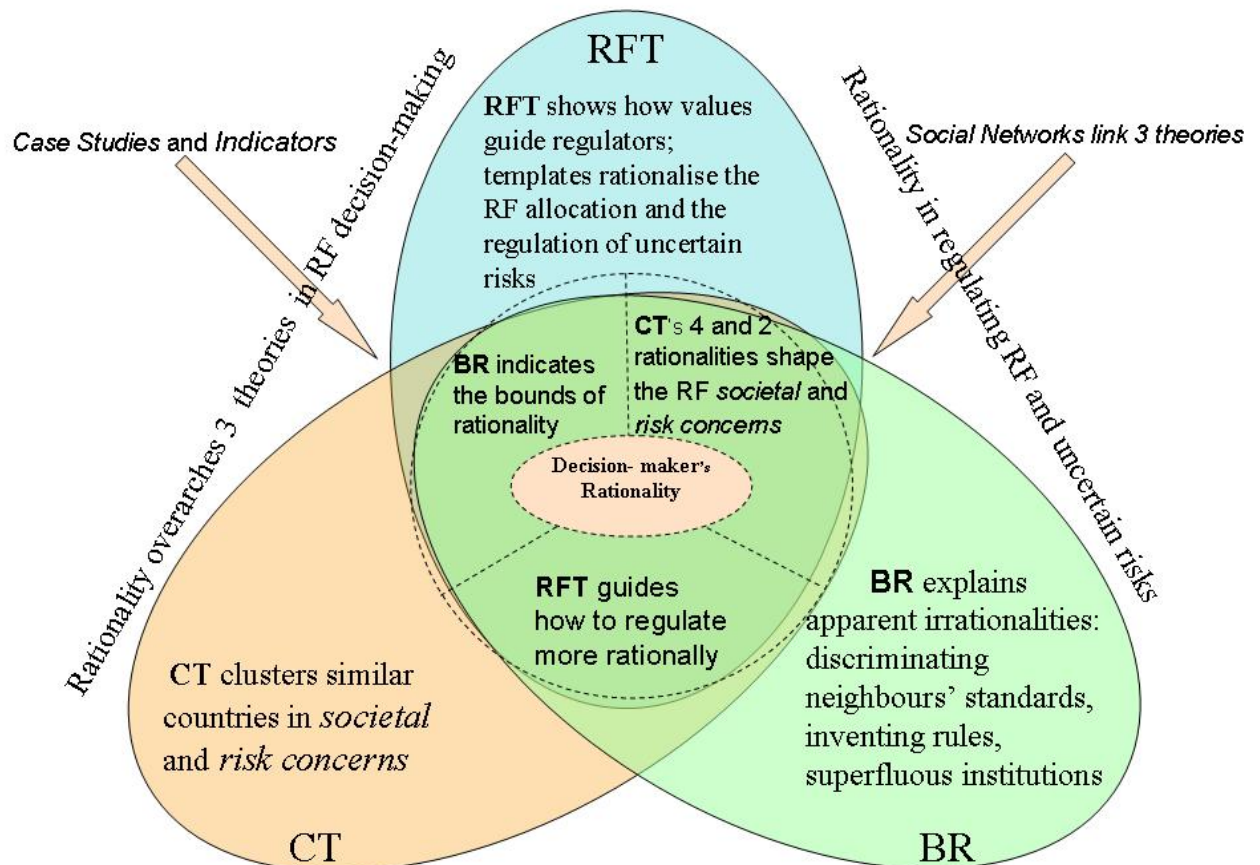 RFT
RFT shows how values
guide regulators;
templates rationalise the
RF allocation and the
regulation of uncertain
risks
Case Studies and Indicators
Social Networks link 3 theories
Rationality overarches 3 theories in RF decision-making
Rationality in regulating RF and uncertain risks
BR indicates
the bounds of
rationality
CT's 4 and 2
rationalities shape
the RF societal and
risk concerns
Decision- maker's
Rationality
RFT guides
how to regulate
more rationally
CT clusters similar
countries in societal
and risk concerns
BR explains
apparent irrationalities:
discriminating
neighbours' standards,
inventing rules,
superfluous institutions
CT
BR